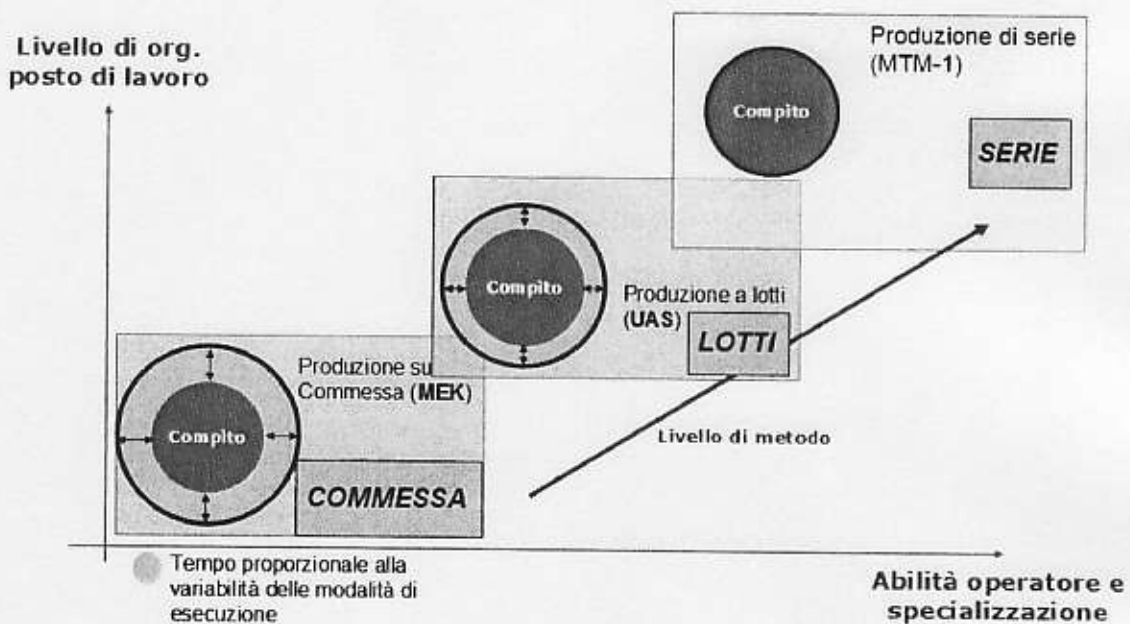 Livello di org.
posto di lavoro
Produzione di serie
(MTM-1)
Compito
SERIE
Compito
Produzione a lotti
(UAS)
LOTTI
Produzione su
Commessa (MEK)
Compito
Livello di metodo
COMMESSA
Tempo proporzionale alla
variabilità delle modalità di
esecuzione
Abilità operatore e
specializzazione